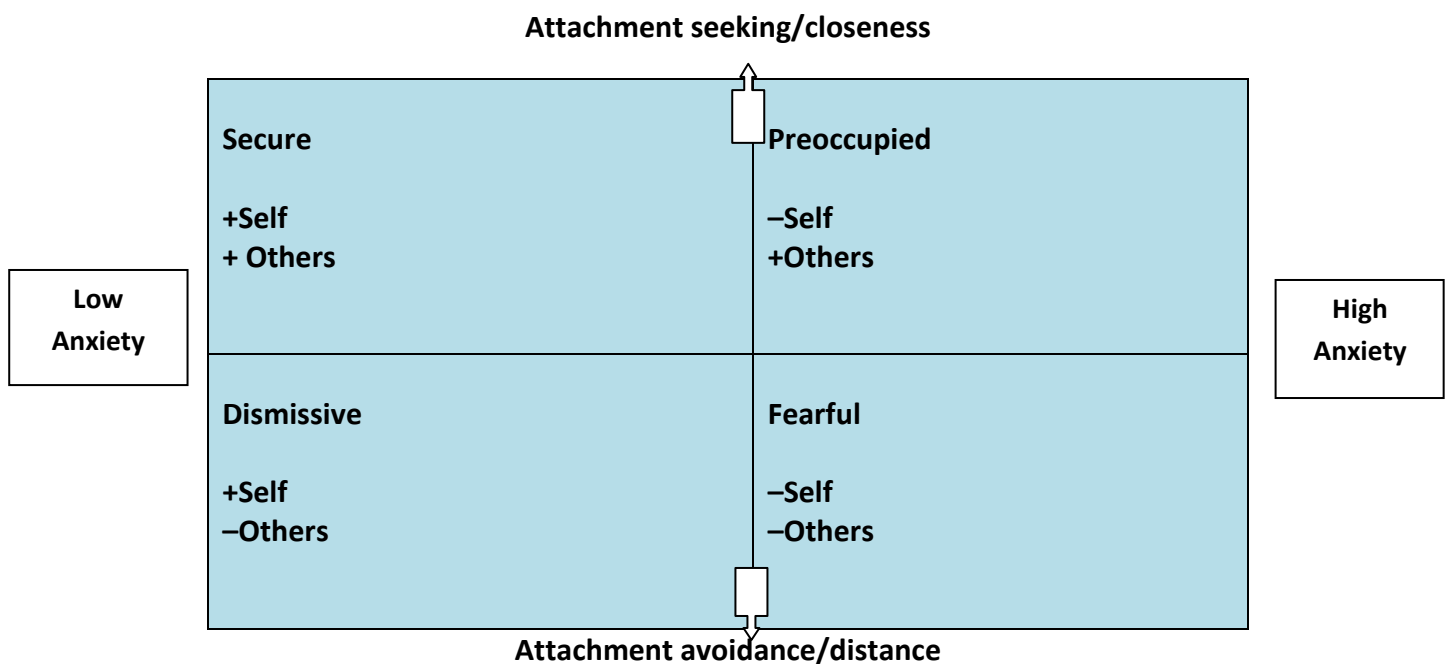 Attachment seeking/closeness
Secure
+Self
+ Others
Preoccupied
–Self
+Others
Low
Anxiety
High
Anxiety
Dismissive
+Self
–Others
Fearful
–Self
–Others
Attachment avoidance/distance